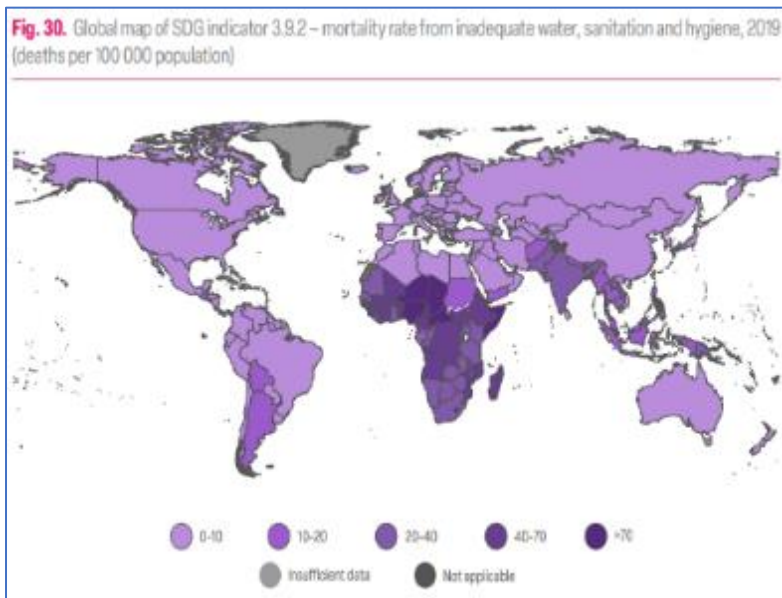 Fig. 30. Global map of SDG indicator 3.9.2 – mortality rate from inadequate water, sanitation and hygiene, 2019
(deaths per 100 000 population)
0-10 10-20 20-40 40-70 >70
Insufficient data Not applicable